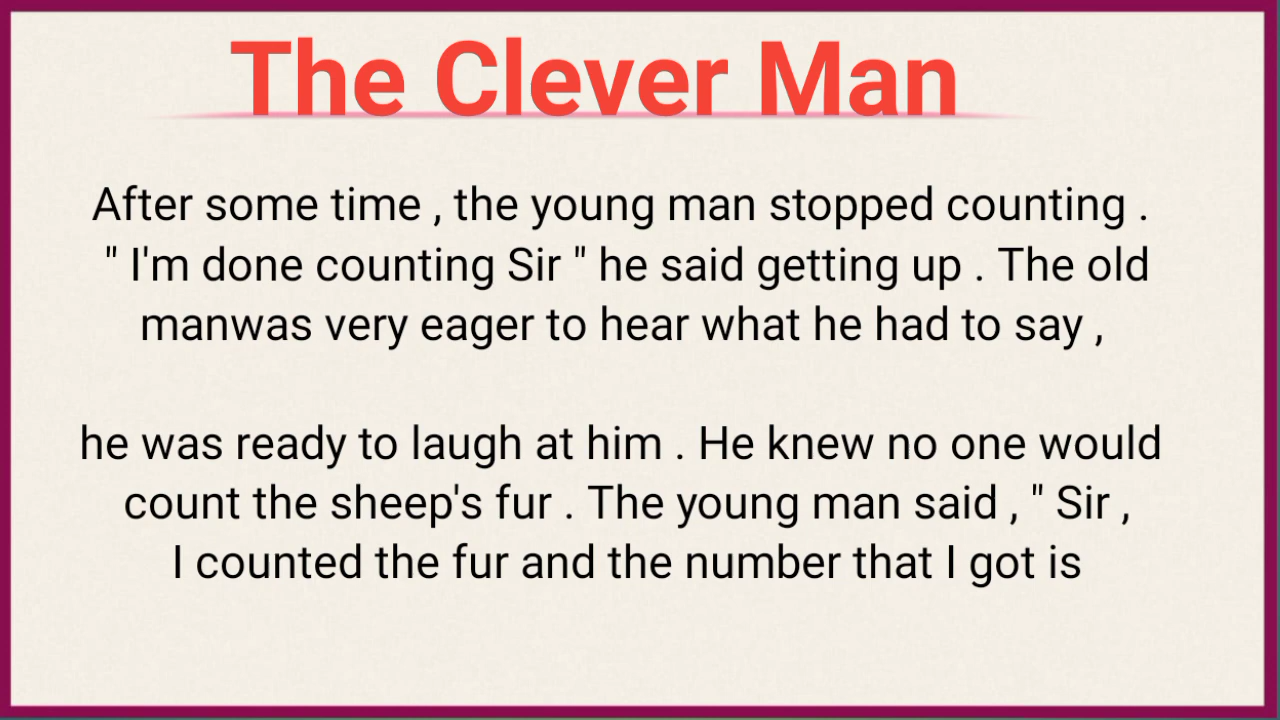 The Clever Man
After some time , the young man stopped counting .
" I'm done counting Sir " he said getting up . The old
manwas very eager to hear what he had to say ,
he was ready to laugh at him . He knew no one would
count the sheep's fur . The young man said , " Sir ,
I counted the fur and the number that I got is